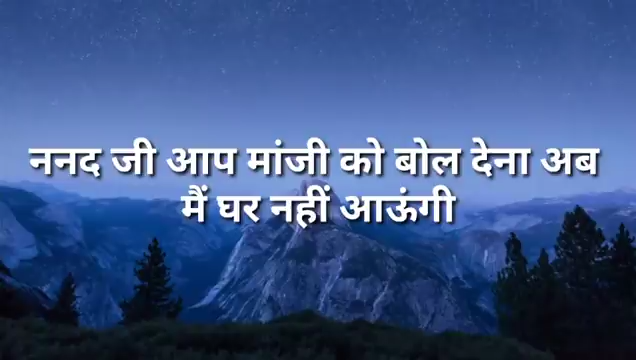 ननद जी आप मांजी को बोल देना अब
मैं घर नहीं आऊंगी